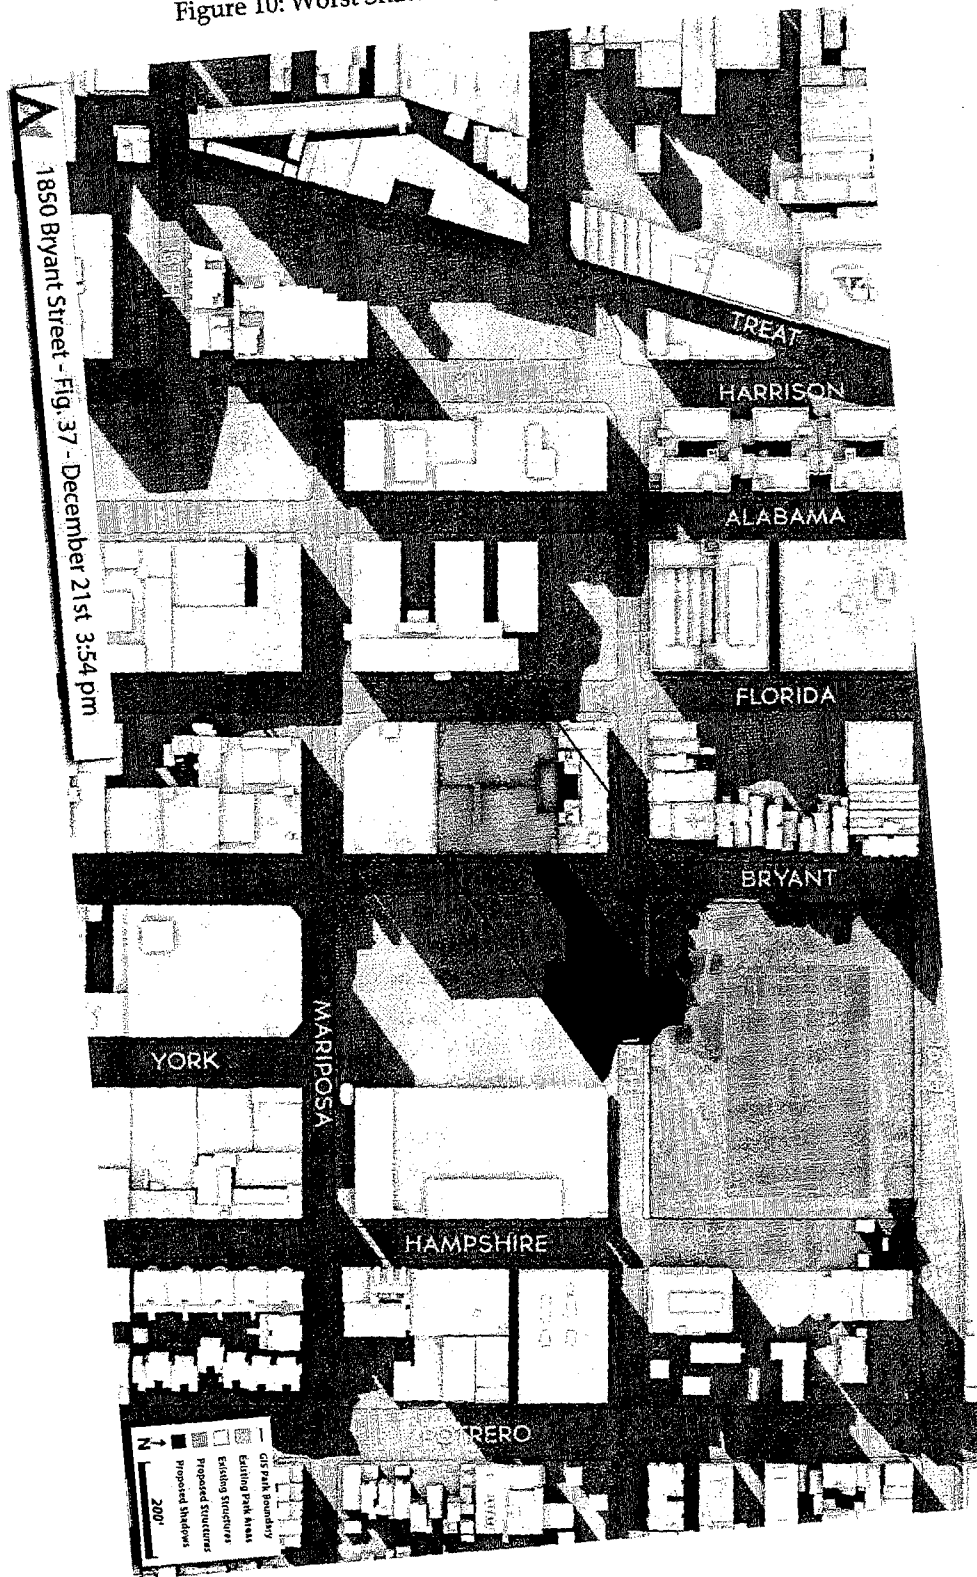 Figure 10: Worst
1850 Bryant Street - Fig.37 - December 21st 3:54 pm
TREAT
HARRISON
ALABAMA
FLORIDA
BRYANT
MARIPOSA
YORK
HAMPSHIRE
POTRERO
GIS Park Boundary
Existing Park Areas
Existing Structures
Proposed Structures
Proposed Shadows
N
200'